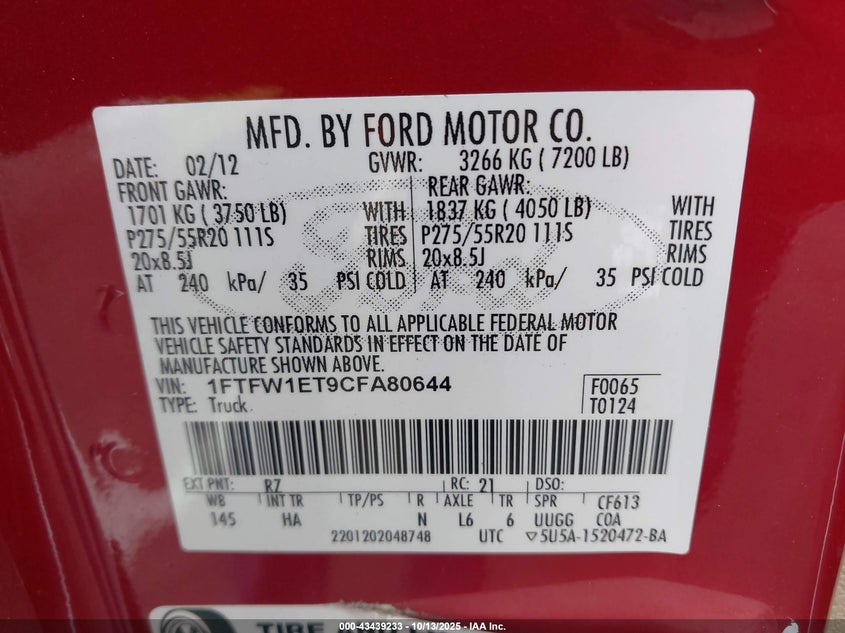 MFD. BY FORD MOTOR CO.
DATE: 02/12 GVWR: 3266 KG ( 7200 LB)
FRONT GAWR: REAR GAWR:
1701 KG ( 3750 LB) WITH 1837 KG ( 4050 LB) WITH
P275/55R20 111S TIRES P275/55R20 111S TIRES
20x8.5J RIMS 20x8.5J RIMS
AT 240 kPa/ 35 PSI COLD AT 240 kPa/ 35 PSI COLD
Ford
THIS VEHICLE CONFORMS TO ALL APPLICABLE FEDERAL MOTOR
VEHICLE SAFETY STANDARDS IN EFFECT ON THE DATE OF
MANUFACTURE SHOWN ABOVE.
VIN: 1FTFW1ET9CFA80644 F0065
TYPE: Truck T0124
EXT PNT: RZ RC: 21 DSO:
WB INT TR TP/PS R AXLE TR SPR CF613
145 HA N L6 6 UUGG COA
2201202048748 UTC ▽5U5A-1520472-BA
TIRE
000-43439233 - 10/13/2025 - IAA Inc.